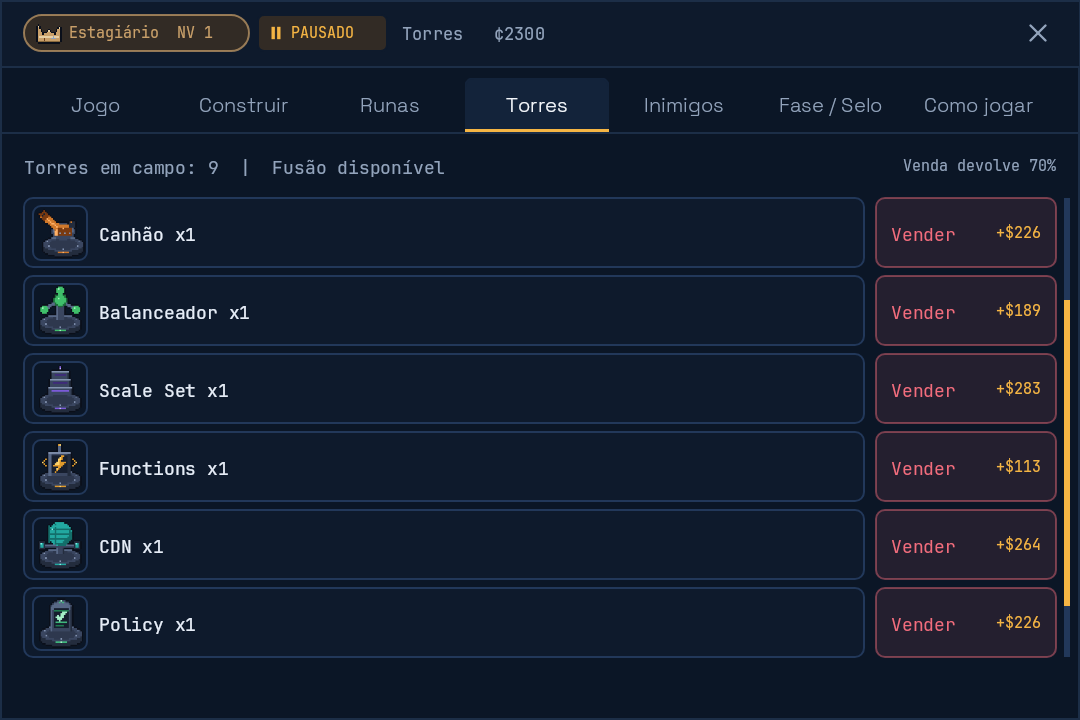 Estagiário NV 1 PAUSADO Torres ¢2300
Jogo Construir Runas Torres Inimigos Fase / Selo Como jogar
Torres em campo: 9 | Fusão disponível Venda devolve 70%
Canhão x1 Vender +$226
Balanceador x1 Vender +$189
Scale Set x1 Vender +$283
Functions x1 Vender +$113
CDN x1 Vender +$264
Policy x1 Vender +$226